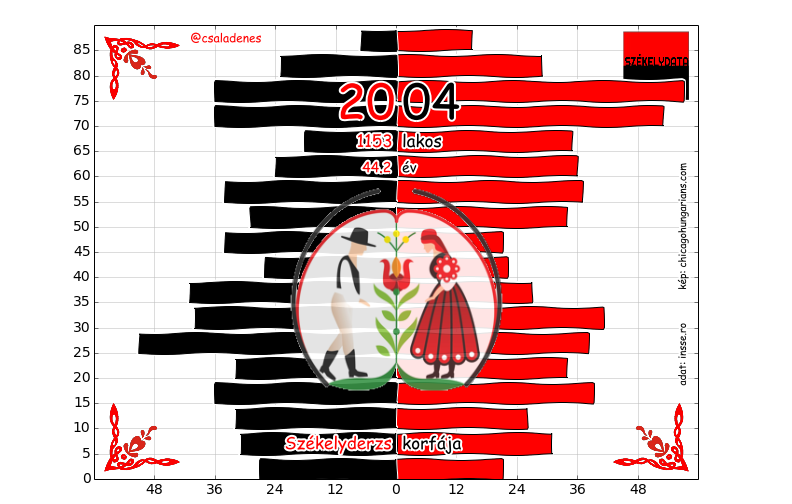 @csaladenes
SZÉKELYDATA
2004
1153 lakos
44.2 év
Székelyderzs korfája
kép: chicagohungarians.com
adat: insse.ro
85
80
75
70
65
60
55
50
45
40
35
30
25
20
15
10
5
0
48 36 24 12 0 12 24 36 48